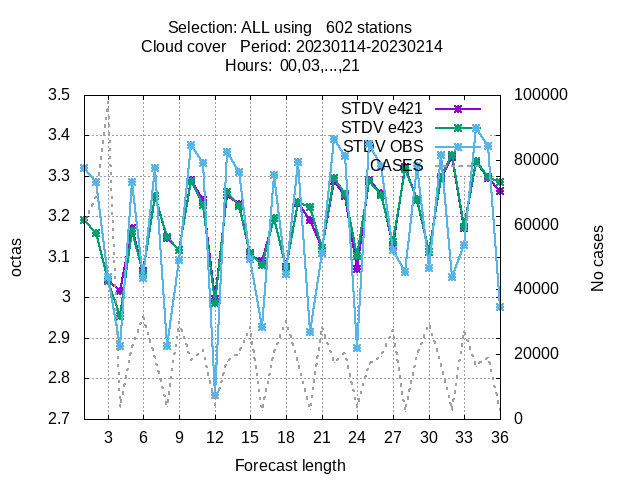 Selection: ALL using   602 stations
Cloud cover   Period: 20230114-20230214
Hours:  00,03,...,21
3.5
3.4
3.3
3.2
3.1
3
2.9
2.8
2.7
octas
STDV e421
STDV e423
STDV OBS
CASES
100000
80000
60000
40000
20000
0
No cases
3 6 9 12 15 18 21 24 27 30 33 36
Forecast length